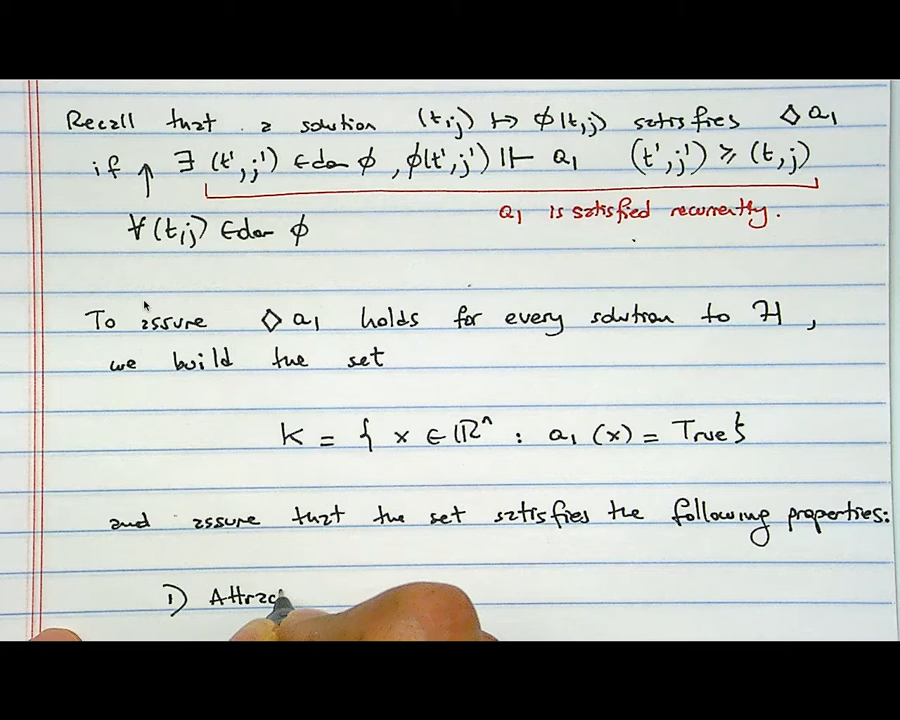 Recall that a solution (t,j) ↦ φ(t,j) satisfies ◇ a₁
if ↑ ∃ (t',j') ∈ dom φ , φ(t',j') ⊩ a₁ (t',j') ≥ (t,j)
a₁ is satisfied recurrently.
∀ (t,j) ∈ dom φ
To assure ◇ a₁ holds for every solution to H ,
we build the set
K = { x ∈ ℝⁿ : a₁ (x) = True }
and assure that the set satisfies the following properties:
1) Attrac